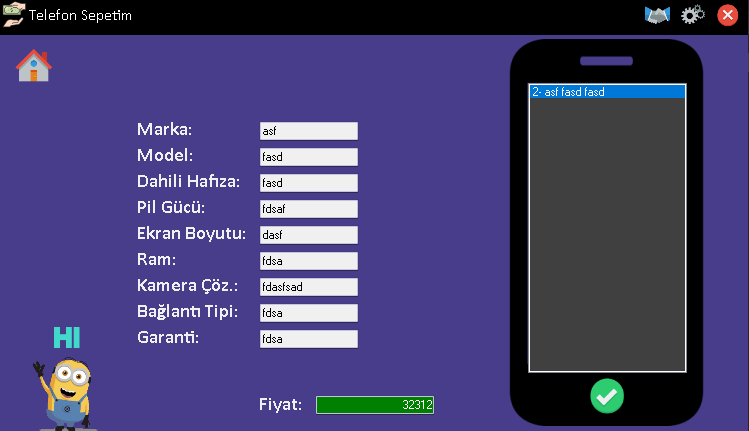 Telefon Sepetim
2- asf fasd fasd
Marka: asf
Model: fasd
Dahili Hafıza: fasd
Pil Gücü: fdsaf
Ekran Boyutu: dasf
Ram: fdsa
Kamera Çöz.: fdasfsad
Bağlantı Tipi: fdsa
Garanti: fdsa
HI
Fiyat: 32312